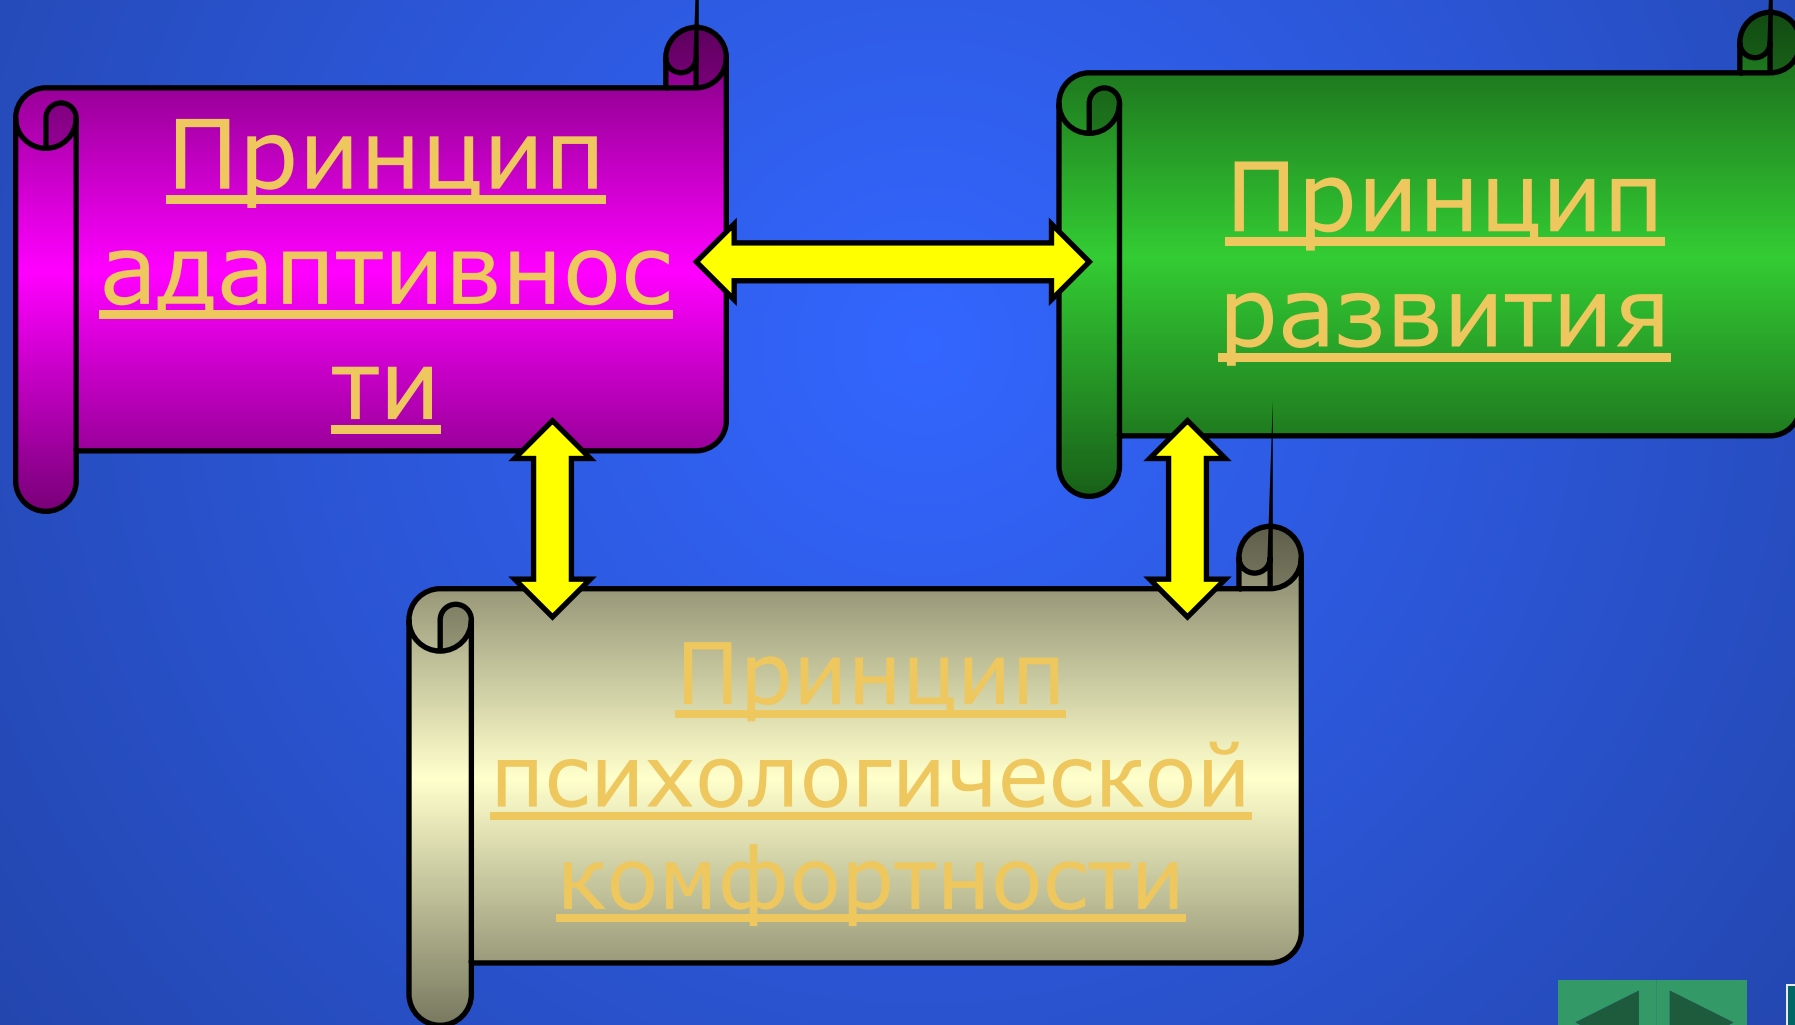 Принцип
адаптивнос
ти
Принцип
развития
Принцип
психологической
комфортности